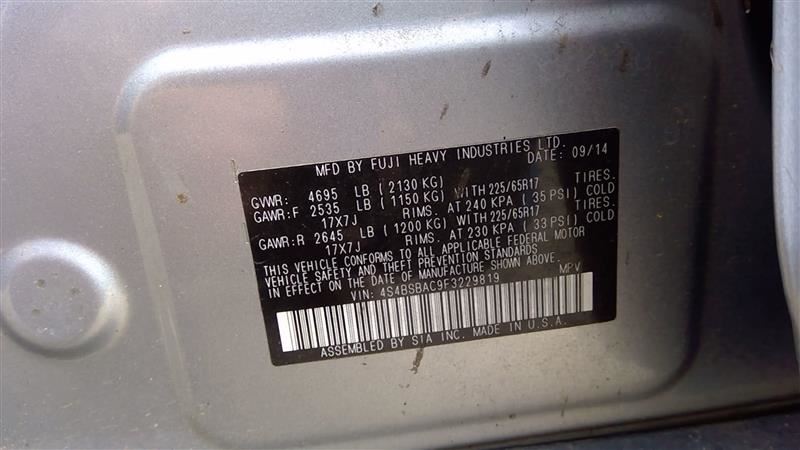 MFD BY FUJI HEAVY INDUSTRIES LTD.
DATE: 09/14
GVWR: 4695 LB (2130 KG)
GAWR:F 2535 LB (1150 KG) WITH 225/65R17 TIRES.
17X7J RIMS. AT 240 KPA (35 PSI) COLD
GAWR:R 2645 LB (1200 KG) WITH 225/65R17 TIRES.
17X7J RIMS. AT 230 KPA (33 PSI) COLD
THIS VEHICLE CONFORMS TO ALL APPLICABLE FEDERAL MOTOR
VEHICLE SAFETY AND THEFT PREVENTION STANDARDS
IN EFFECT ON THE DATE OF MANUFACTURE SHOWN ABOVE.
VIN: 4S4BSBAC9F3229819 MPV
ASSEMBLED BY SIA INC. MADE IN U.S.A.